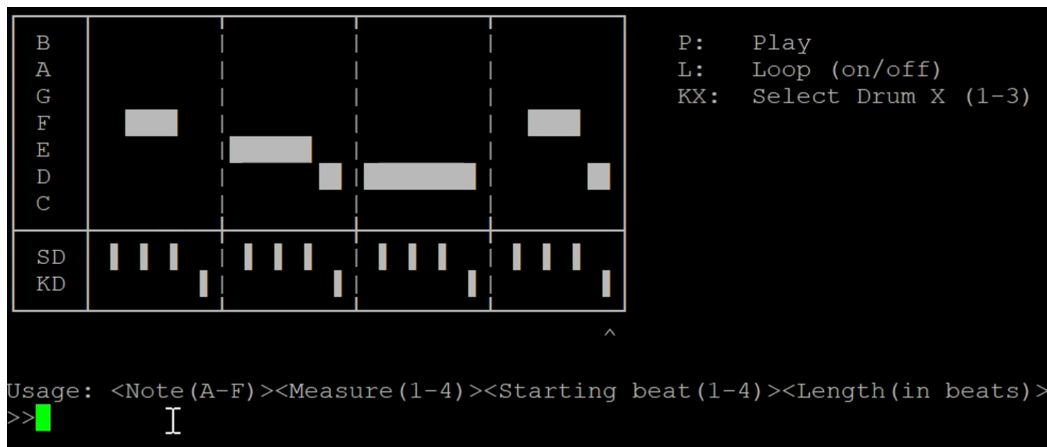 B
A
G
F
E
D
C
SD
KD
P: Play
L: Loop (on/off)
KX: Select Drum X (1-3)
^
Usage: <Note(A-F)><Measure(1-4)><Starting beat(1-4)><Length(in beats)>
>>